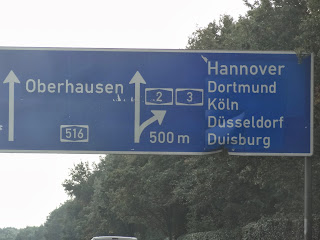 Oberhausen
516
2 3
500 m
Hannover
Dortmund
Köln
Düsseldorf
Duisburg